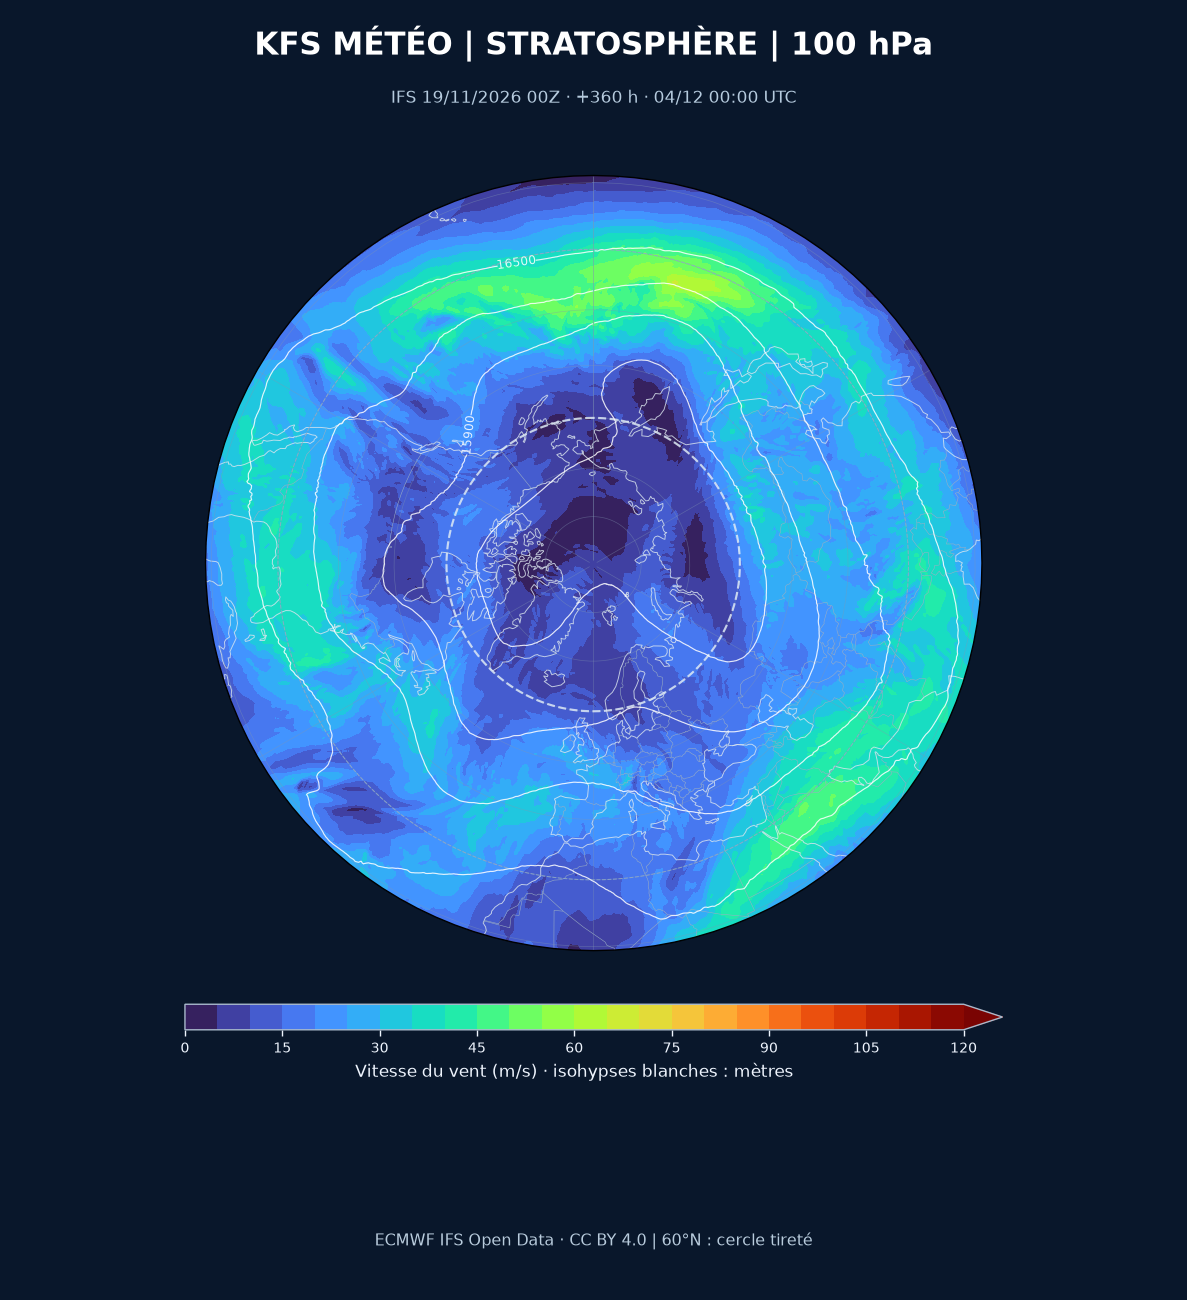 KFS MÉTÉO | STRATOSPHÈRE | 100 hPa
IFS 19/11/2026 00Z · +360 h · 04/12 00:00 UTC
16500
15900
0 15 30 45 60 75 90 105 120
Vitesse du vent (m/s) · isohypses blanches : mètres
ECMWF IFS Open Data · CC BY 4.0 | 60°N : cercle tireté